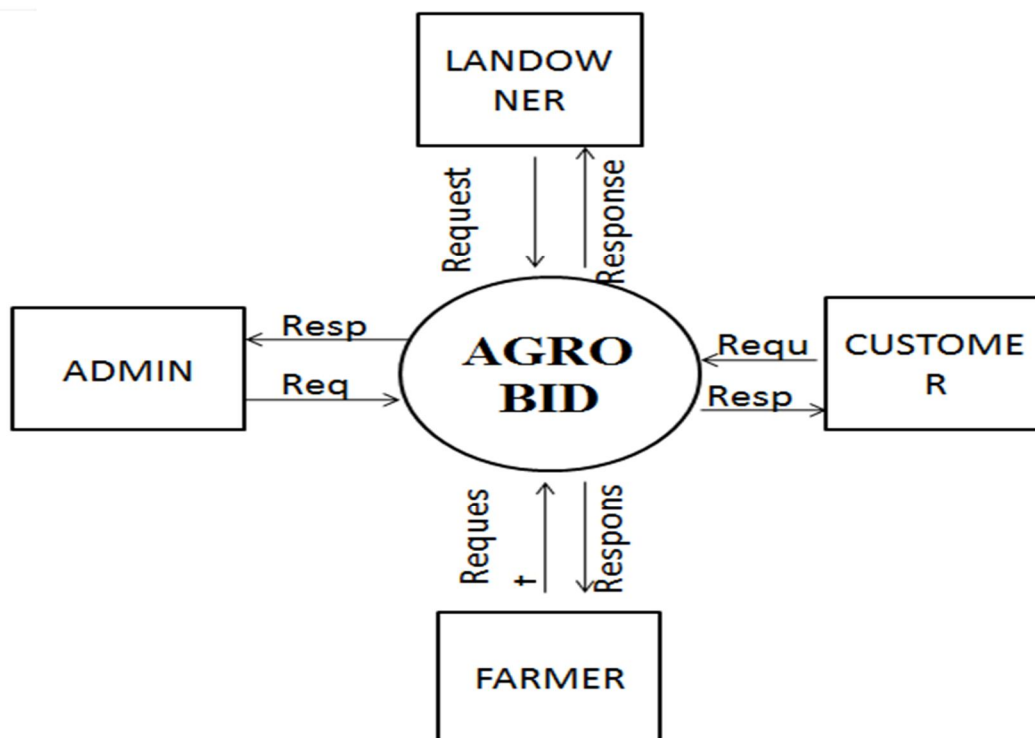 LANDOW
NER
Request
Response
ADMIN
Resp
Req
AGRO
BID
Requ
Resp
CUSTOME
R
Reques
t
Respons
FARMER